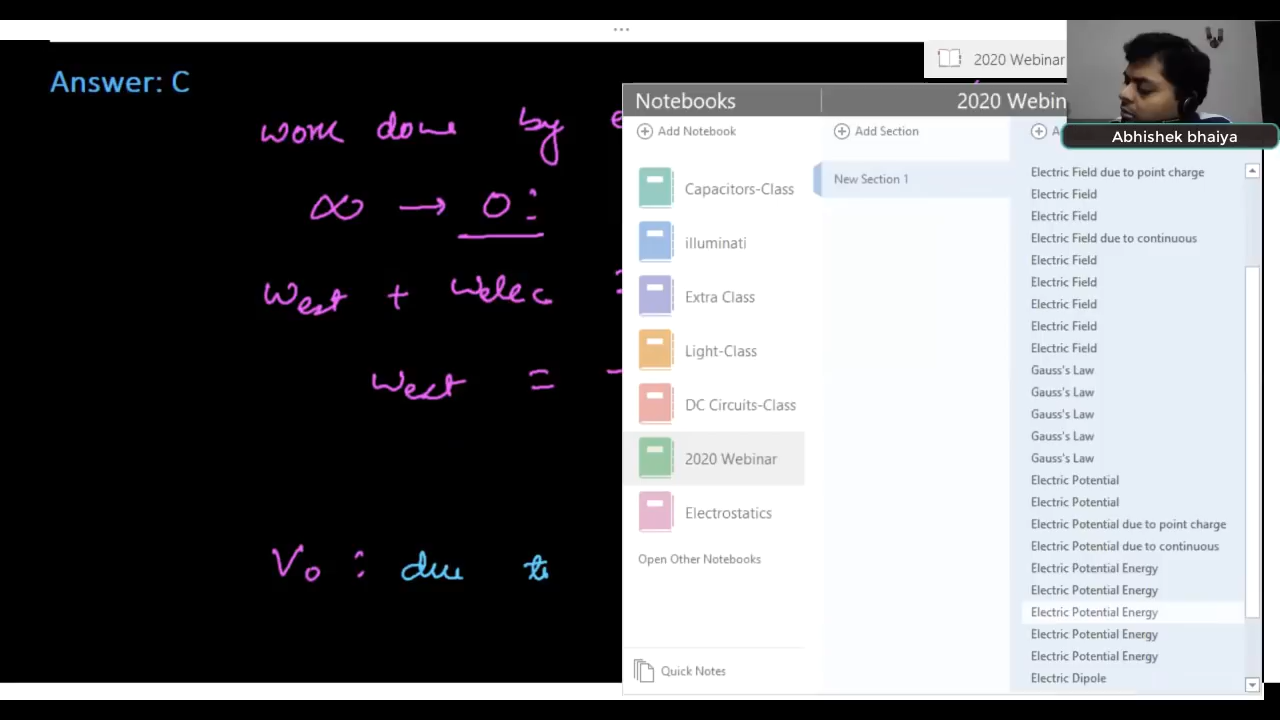 ...
2020 Webinar
Abhishek bhaiya
Answer: C
work done by
∞ → 0:
West + Welec
West =
V₀ : due to
Notebooks
2020 Webin
Add Notebook
Add Section
Capacitors-Class
illuminati
Extra Class
Light-Class
DC Circuits-Class
2020 Webinar
Electrostatics
Open Other Notebooks
Quick Notes
New Section 1
Electric Field due to point charge
Electric Field
Electric Field
Electric Field due to continuous
Electric Field
Electric Field
Electric Field
Electric Field
Electric Field
Gauss's Law
Gauss's Law
Gauss's Law
Gauss's Law
Gauss's Law
Electric Potential
Electric Potential
Electric Potential due to point charge
Electric Potential due to continuous
Electric Potential Energy
Electric Potential Energy
Electric Potential Energy
Electric Potential Energy
Electric Potential Energy
Electric Dipole